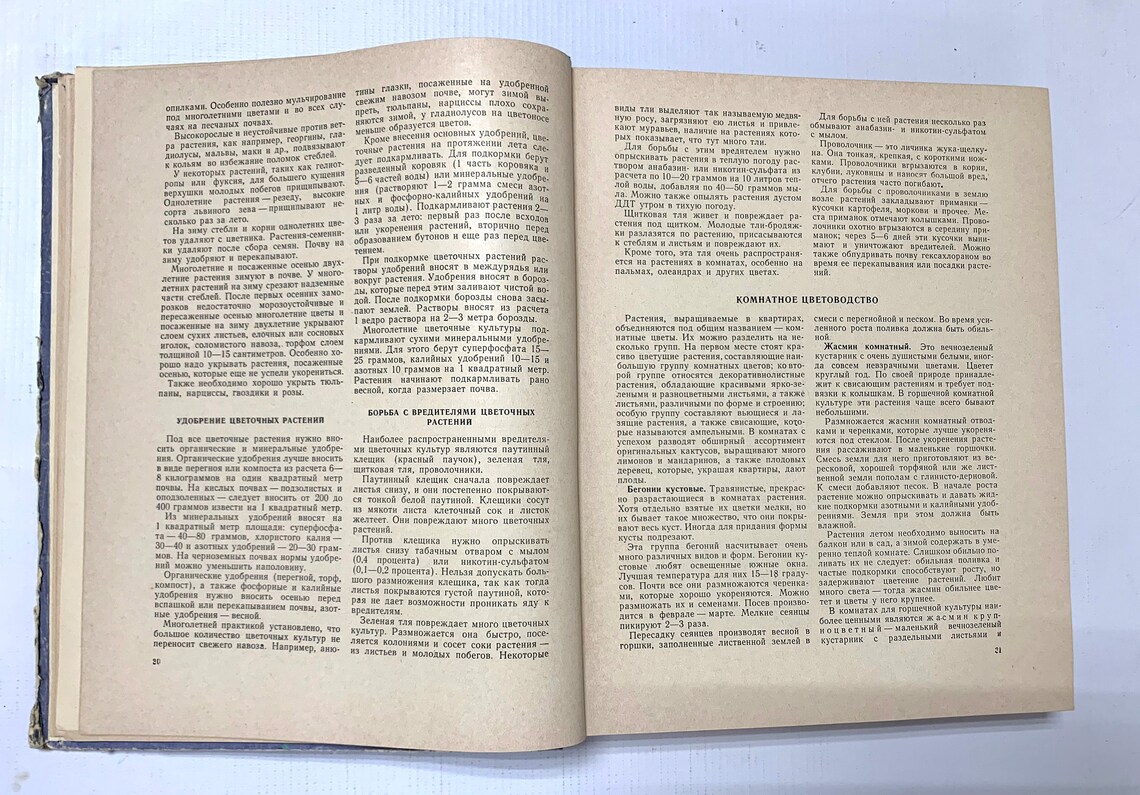 опилками. Особенно полезно мульчирование
под многолетними цветами и во всех слу-
чаях на песчаных почвах.
Высокорослые и неустойчивые против вет-
ра растения, как например, георгины, гла-
диолусы, мальвы, маки и др., подвязывают
к кольям во избежание поломок стеблей.
У некоторых растений, таких как гелиот-
ропы или фуксия, для большего кущения
верхушки молодых побегов прищипывают.
Однолетние растения — резеду, высокие
сорта львиного зева — прищипывают не-
сколько раз за лето.
На зиму стебли и корни однолетних цве-
тов удаляют с цветника. Растения-семенни-
ки удаляют после сбора семян. Почву на
зиму удобряют и перекапывают.
Многолетние и посаженные осенью двух-
летние растения зимуют в почве. У много-
летних растений на зиму срезают надземные
части стеблей. После первых осенних замо-
розков недостаточно морозоустойчивые и
пересаженные осенью многолетние цветы и
посаженные на зиму двухлетние укрывают
слоем сухих листьев, елочных или сосновых
иголок, соломистого навоза, торфом слоем
толщиной 10—15 сантиметров. Особенно хо-
рошо надо укрывать растения, посаженные
осенью, которые еще не успели укорениться.
Также необходимо хорошо укрыть тюль-
паны, нарциссы, гвоздики и розы.
УДОБРЕНИЕ ЦВЕТОЧНЫХ РАСТЕНИЙ
Под все цветочные растения нужно вно-
сить органические и минеральные удобре-
ния. Органические удобрения лучше вносить
в виде перегноя или компоста из расчета 6—
8 килограммов на один квадратный метр
почвы. На кислых почвах — подзолистых и
оподзоленных — следует вносить от 200 до
400 граммов извести на 1 квадратный метр.
Из минеральных удобрений вносят на
1 квадратный метр площади: суперфосфа-
та — 40—80 граммов, хлористого калия —
30—40 и азотных удобрений — 20—30 грам-
мов. На черноземных почвах нормы удобре-
ний можно уменьшить наполовину.
Органические удобрения (перегной, торф,
компост), а также фосфорные и калийные
удобрения нужно вносить осенью перед
вспашкой или перекапыванием почвы, азот-
ные удобрения — весной.
Многолетней практикой установлено, что
большое количество цветочных культур не
переносит свежего навоза. Например, аню-
20
тины глазки, посаженные на удобренной
свежим навозом почве, могут зимой вы-
преть, тюльпаны, нарциссы плохо сохра-
няются зимой, у гладиолусов на цветоносе
меньше образуется цветов.
Кроме внесения основных удобрений, цве-
точные растения на протяжении лета сле-
дует подкармливать. Для подкормки берут
разведенный коровяк (1 часть коровяка и
5—6 частей воды) или минеральные удобре-
ния (растворяют 1—2 грамма смеси азот-
ных и фосфорно-калийных удобрений на
1 литр воды). Подкармливают растения 2—
3 раза за лето: первый раз после всходов
или укоренения растений, вторично перед
образованием бутонов и еще раз перед цве-
тением.
При подкормке цветочных растений рас-
творы удобрений вносят в междурядья или
вокруг растения. Удобрения вносят в бороз-
ды, которые перед этим заливают чистой во-
дой. После подкормки борозды снова засы-
пают землей. Растворы вносят из расчета
1 ведро раствора на 2—3 метра борозды.
Многолетние цветочные культуры под-
кармливают сухими минеральными удобре-
ниями. Для этого берут суперфосфата 15—
25 граммов, калийных удобрений 10—15 и
азотных 10 граммов на 1 квадратный метр.
Растения начинают подкармливать рано
весной, когда размерзает почва.
БОРЬБА С ВРЕДИТЕЛЯМИ ЦВЕТОЧНЫХ
РАСТЕНИЙ
Наиболее распространенными вредителя-
ми цветочных культур являются паутинный
клещик (красный паучок), зеленая тля,
щитковая тля, проволочники.
Паутинный клещик сначала повреждает
листья снизу, и они постепенно покрывают-
ся тонкой белой паутиной. Клещики сосут
из мякоти листа клеточный сок и листок
желтеет. Они повреждают много цветочных
растений.
Против клещика нужно опрыскивать
листья снизу табачным отваром с мылом
(0,4 процента) или никотин-сульфатом
(0,1—0,2 процента). Нельзя допускать боль-
шого размножения клещика, так как тогда
листья покрываются густой паутиной, кото-
рая не дает возможности проникать яду к
вредителям.
Зеленая тля повреждает много цветочных
культур. Размножается она быстро, посе-
ляется колониями и сосет соки растения —
из листьев и молодых побегов. Некоторые
виды тли выделяют так называемую медвя-
ную росу, загрязняют ею листья и привле-
кают муравьев, наличие на растениях кото-
рых показывает, что тут много тли.
Для борьбы с этим вредителем нужно
опрыскивать растения в теплую погоду рас-
твором анабазин- или никотин-сульфата из
расчета по 10—20 граммов на 10 литров теп-
лой воды, добавляя по 40—50 граммов мы-
ла. Можно также опылять растения дустом
ДДТ утром в тихую погоду.
Щитковая тля живет и повреждает ра-
стения под щитком. Молодые тли-бродяж-
ки разлазятся по растению, присасываются
к стеблям и листьям и повреждают их.
Кроме того, эта тля очень распространя-
ется на растениях в комнатах, особенно на
пальмах, олеандрах и других цветах.
Для борьбы с ней растения несколько раз
обмывают анабазин- и никотин-сульфатом
с мылом.
Проволочник — это личинка жука-щелку-
на. Она тонкая, крепкая, с короткими нож-
ками. Проволочники вгрызаются в корни,
клубни, луковицы и наносят большой вред,
отчего растения часто погибают.
Для борьбы с проволочниками в землю
возле растений закладывают приманки —
кусочки картофеля, моркови и прочее. Ме-
ста приманок отмечают колышками. Прово-
лочники охотно вгрызаются в середину при-
манок; через 5—6 дней эти кусочки выни-
мают и уничтожают вредителей. Можно
также обпудривать почву гексахлораном во
время ее перекапывания или посадки расте-
ний.
КОМНАТНОЕ ЦВЕТОВОДСТВО
Растения, выращиваемые в квартирах,
объединяются под общим названием — ком-
натные цветы. Их можно разделить на не-
сколько групп. На первом месте стоят кра-
сиво цветущие растения, составляющие наи-
большую группу комнатных цветов; ко вто-
рой группе относятся декоративнолистные
растения, обладающие красивыми ярко-зе-
леными и разноцветными листьями, а также
листьями, различными по форме и строению;
особую группу составляют вьющиеся и ла-
зящие растения, а также свисающие, кото-
рые называются ампельными. В комнатах с
успехом разводят обширный ассортимент
оригинальных кактусов, выращивают много
лимонов и мандаринов, а также плодовых
деревец, которые, украшая квартиры, дают
плоды.
Бегонии кустовые. Травянистые, прекрас-
но разрастающиеся в комнатах растения.
Хотя отдельно взятые их цветки мелки, но
их бывает такое множество, что они покры-
вают весь куст. Иногда для придания формы
кусты подрезают.
Эта группа бегоний насчитывает очень
много различных видов и форм. Бегонии ку-
стовые любят освещенные южные окна.
Лучшая температура для них 15—18 граду-
сов. Почти все они размножаются черенка-
ми, которые хорошо укореняются. Можно
размножать их и семенами. Посев произво-
дится в феврале — марте. Мелкие сеянцы
пикируют 2—3 раза.
Пересадку сеянцев производят весной в
горшки, заполненные лиственной землей в
смеси с перегнойной и песком. Во время уси-
ленного роста поливка должна быть обиль-
ной.
Жасмин комнатный. Это вечнозеленый
кустарник с очень душистыми белыми, иног-
да совсем незрачными цветами. Цветет
круглый год. По своей природе принадле-
жит к свисающим растениям и требует под-
вязки к колышкам. В горшечной комнатной
культуре эти растения чаще всего бывают
небольшими.
Размножается жасмин комнатный отвод-
ками и черенками, которые лучше укореня-
ются под стеклом. После укоренения расте-
ния рассаживают в маленькие горшочки.
Смесь земли для него приготовляют из ве-
ресковой, хорошей торфяной или же лист-
венной земли пополам с глинисто-дерновой.
К смеси добавляют песок. В начале роста
растение можно опрыскивать и давать жид-
кие подкормки азотными и калийными удоб-
рениями. Земля при этом должна быть
влажной.
Растения летом необходимо выносить на
балкон или в сад, а зимой содержать в уме-
ренно теплой комнате. Слишком обильно по-
ливать их не следует: обильная поливка и
частые подкормки способствуют росту, но
задерживают цветение растений. Любит
много света — тогда жасмин обильнее цве-
тет и цветы у него крупнее.
В комнатах для горшечной культуры наи-
более ценными являются жасмин круп-
ноцветный — маленький вечнозеленый
кустарник с раздельными листьями и
21